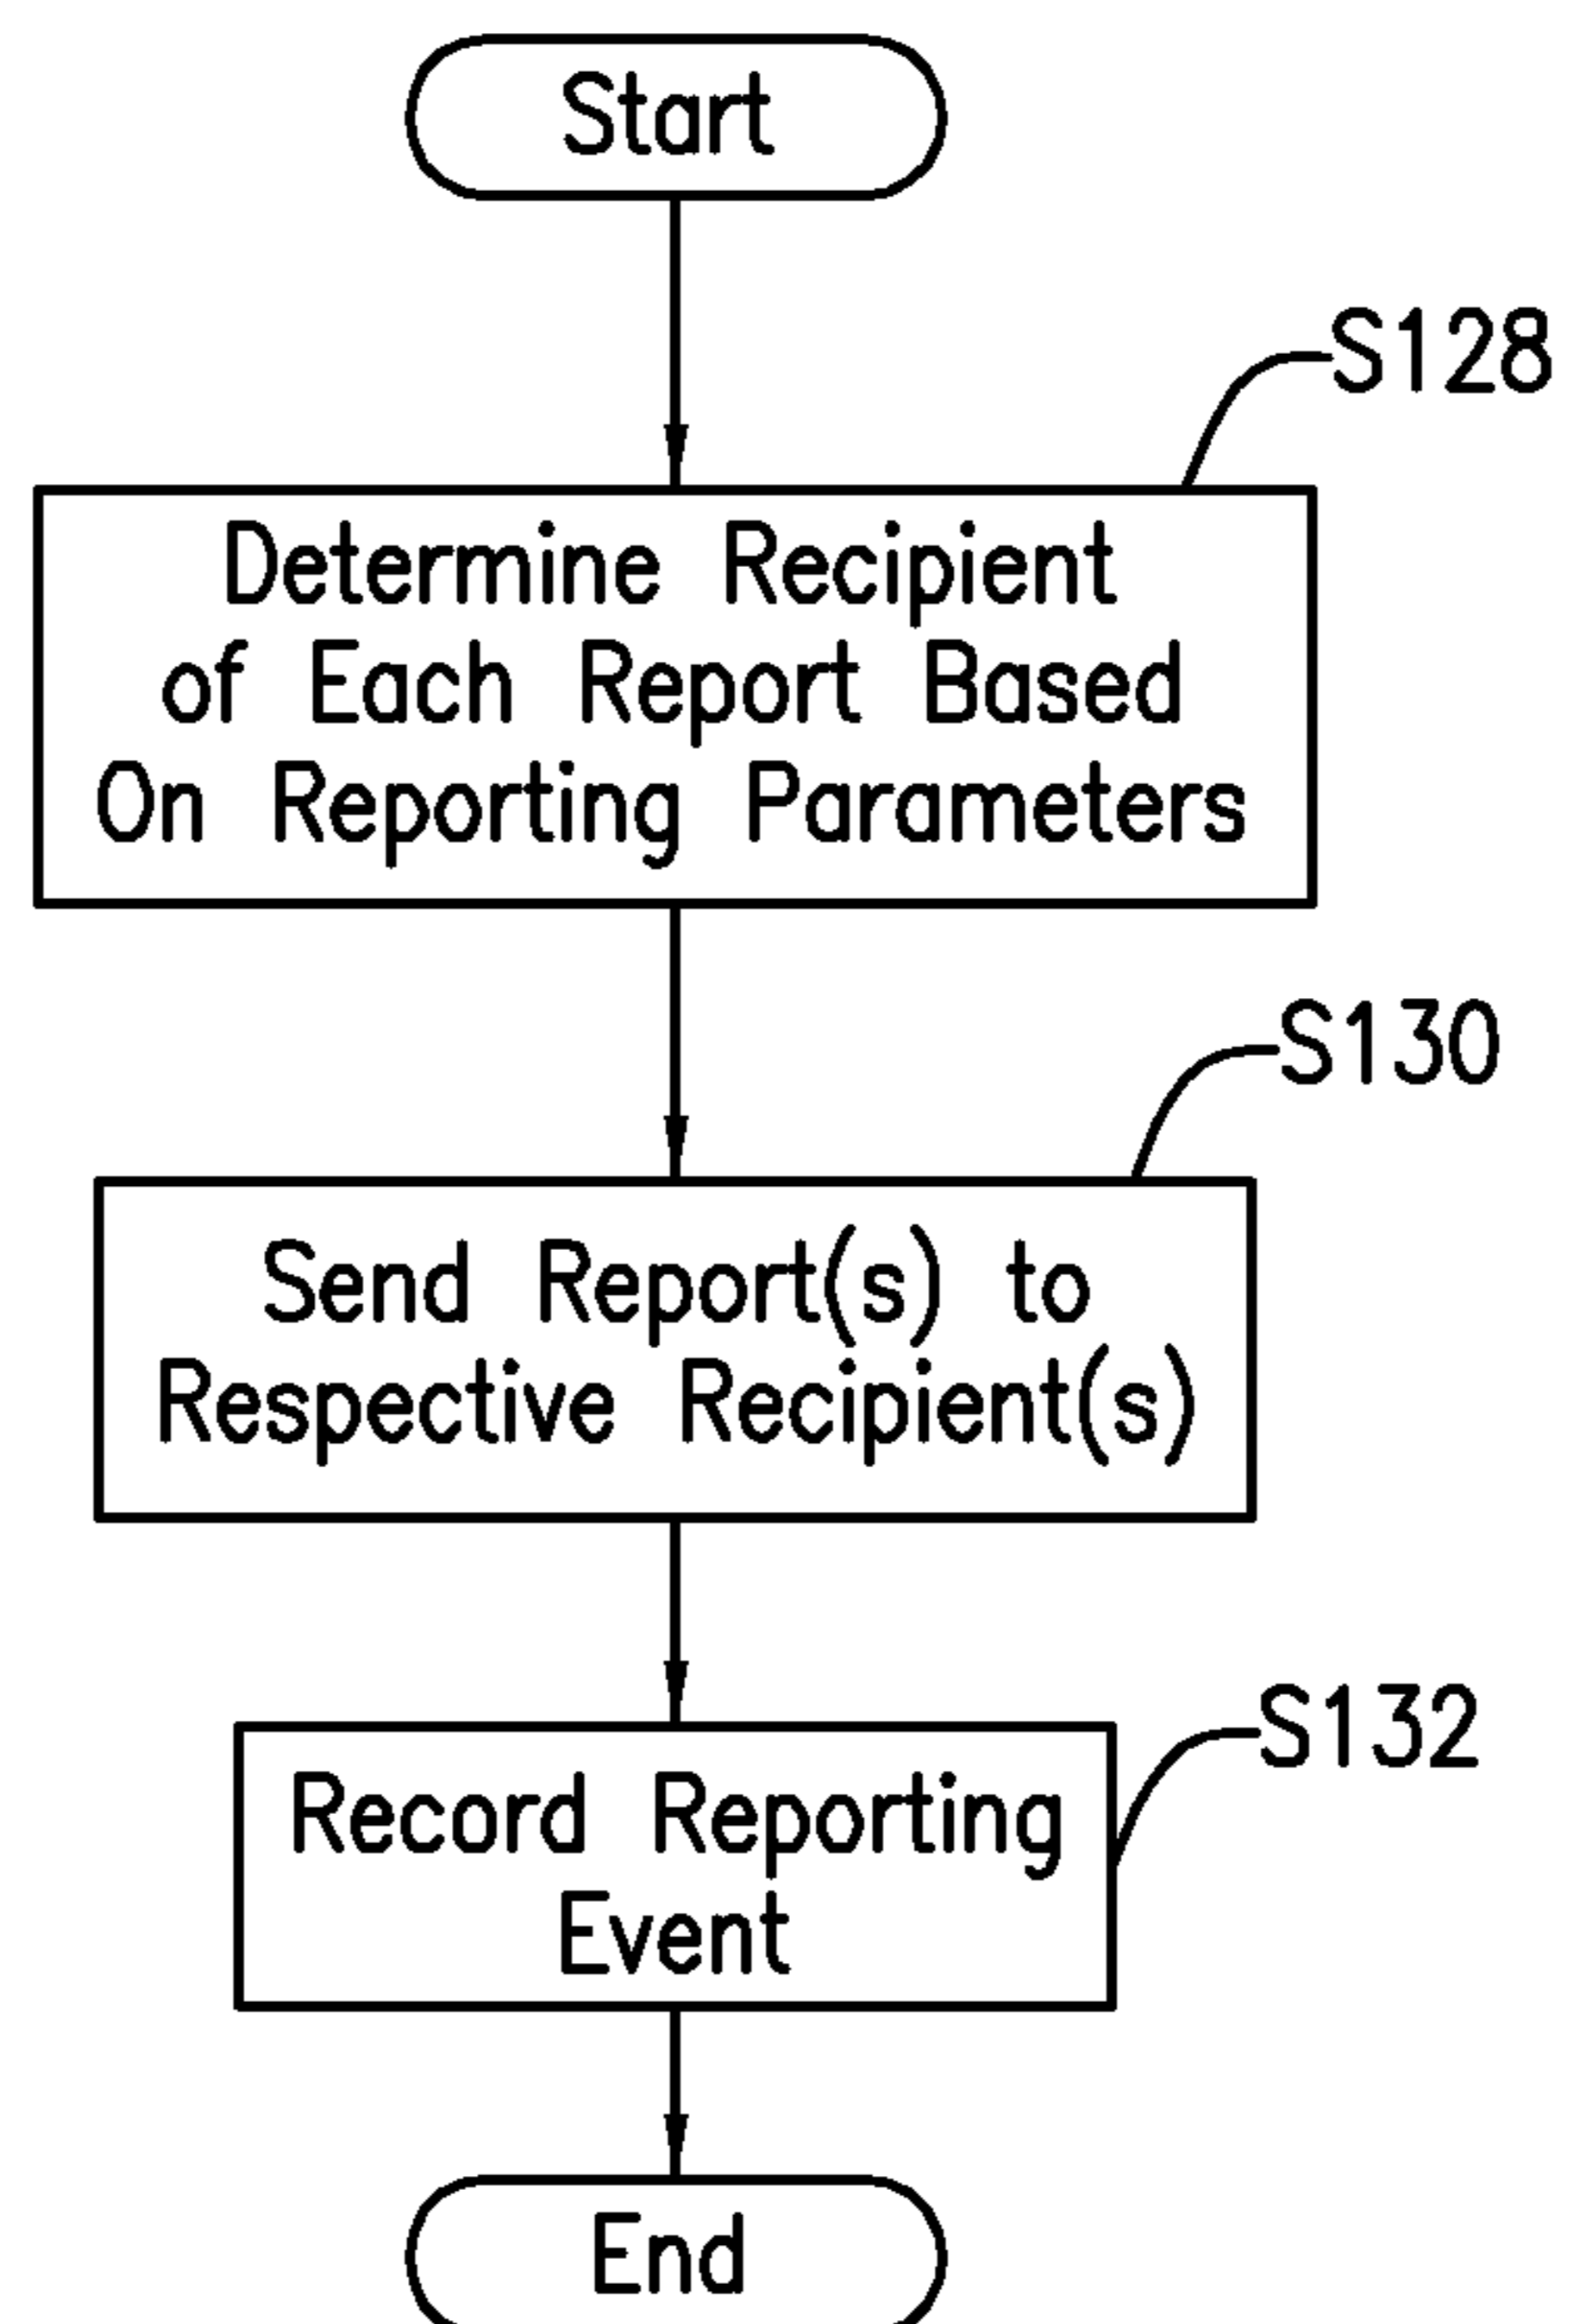 Start
S128
Determine Recipient
of Each Report Based
On Reporting Parameters
S130
Send Report(s) to
Respective Recipient(s)
S132
Record Reporting
Event
End